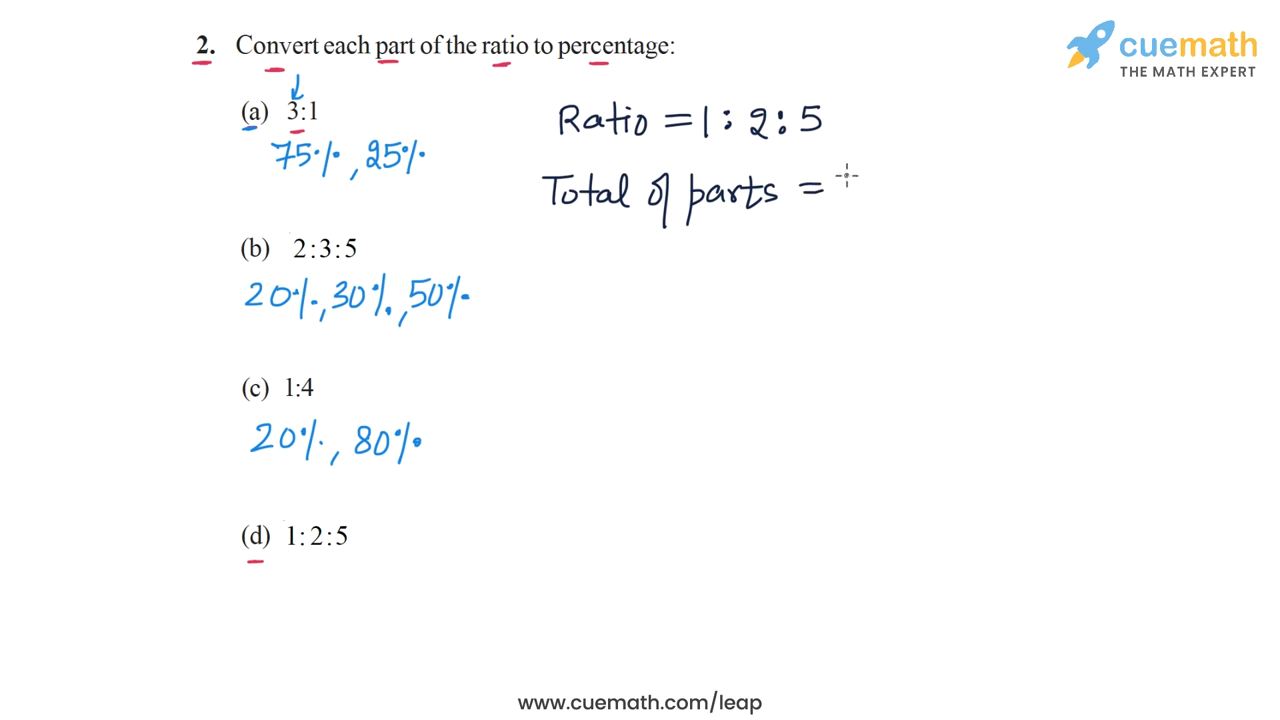 2. Convert each part of the ratio to percentage:
cuemath
THE MATH EXPERT
(a) 3:1
75%, 25%
Ratio = 1 : 2 : 5
Total of parts =
(b) 2:3:5
20%, 30%, 50%
(c) 1:4
20%, 80%
(d) 1:2:5
www.cuemath.com/leap